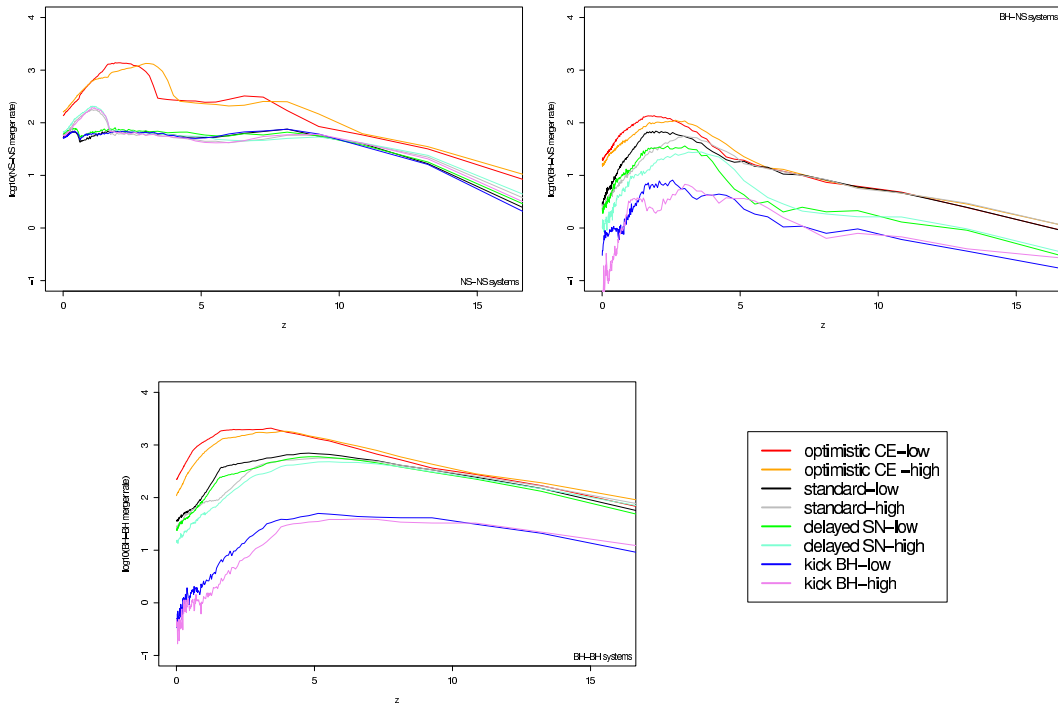 log10(NS−NS merger rate)
4
3
2
1
0
−1
0
5
10
15
z
NS−NS systems
log10(BH−NS merger rate)
4
3
2
1
0
−1
0
5
10
15
z
BH−NS systems
log10(BH−BH merger rate)
4
3
2
1
0
−1
0
5
10
15
z
BH−BH systems
optimistic CE−low
optimistic CE −high
standard−low
standard−high
delayed SN−low
delayed SN−high
kick BH−low
kick BH−high